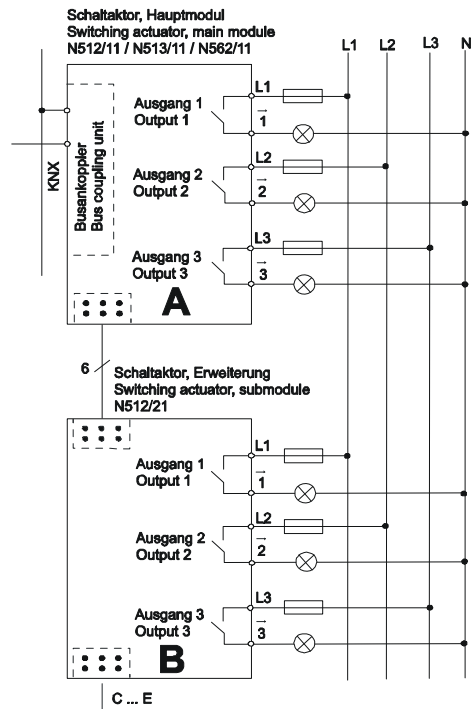 Schaltaktor, Hauptmodul
Switching actuator, main module
N512/11 / N513/11 / N562/11
L1
L2
L3
N
KNX
Busankoppler
Bus coupling unit
Ausgang 1
Output 1
L1
1
Ausgang 2
Output 2
L2
2
Ausgang 3
Output 3
L3
3
A
6
Schaltaktor, Erweiterung
Switching actuator, submodule
N512/21
Ausgang 1
Output 1
L1
1
Ausgang 2
Output 2
L2
2
Ausgang 3
Output 3
L3
3
B
C ... E